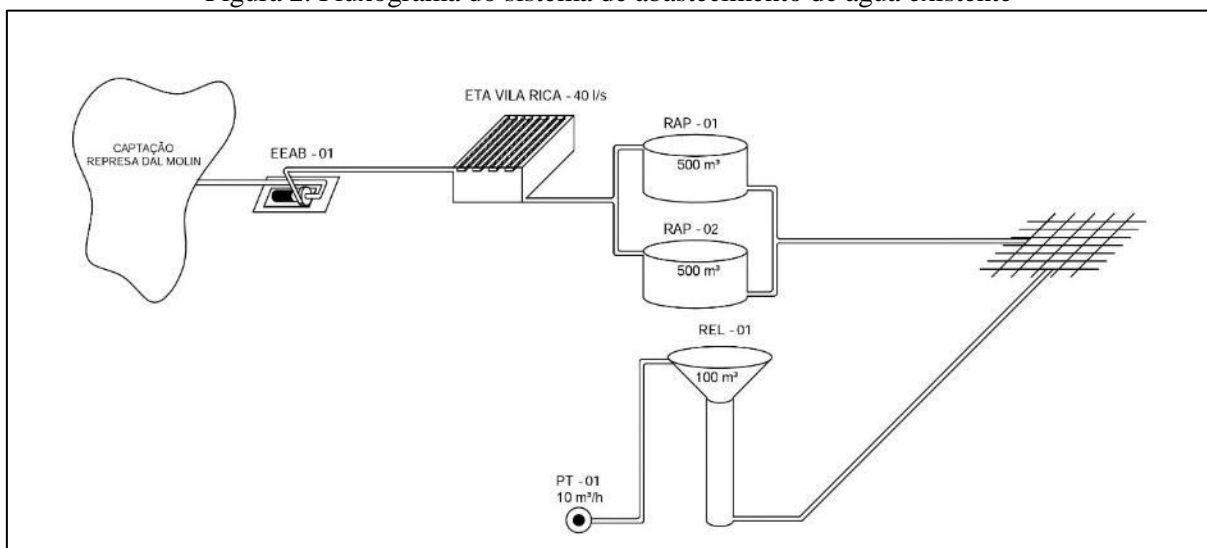 Figura 2. Fluxograma do sistema de abastecimento de água existente
ETA VILA RICA - 40 l/s
RAP - 01
500 m³
CAPTAÇÃO
REPRESA DAL MOLIN
EEAB - 01
RAP - 02
500 m³
REL - 01
100 m³
PT - 01
10 m³/h